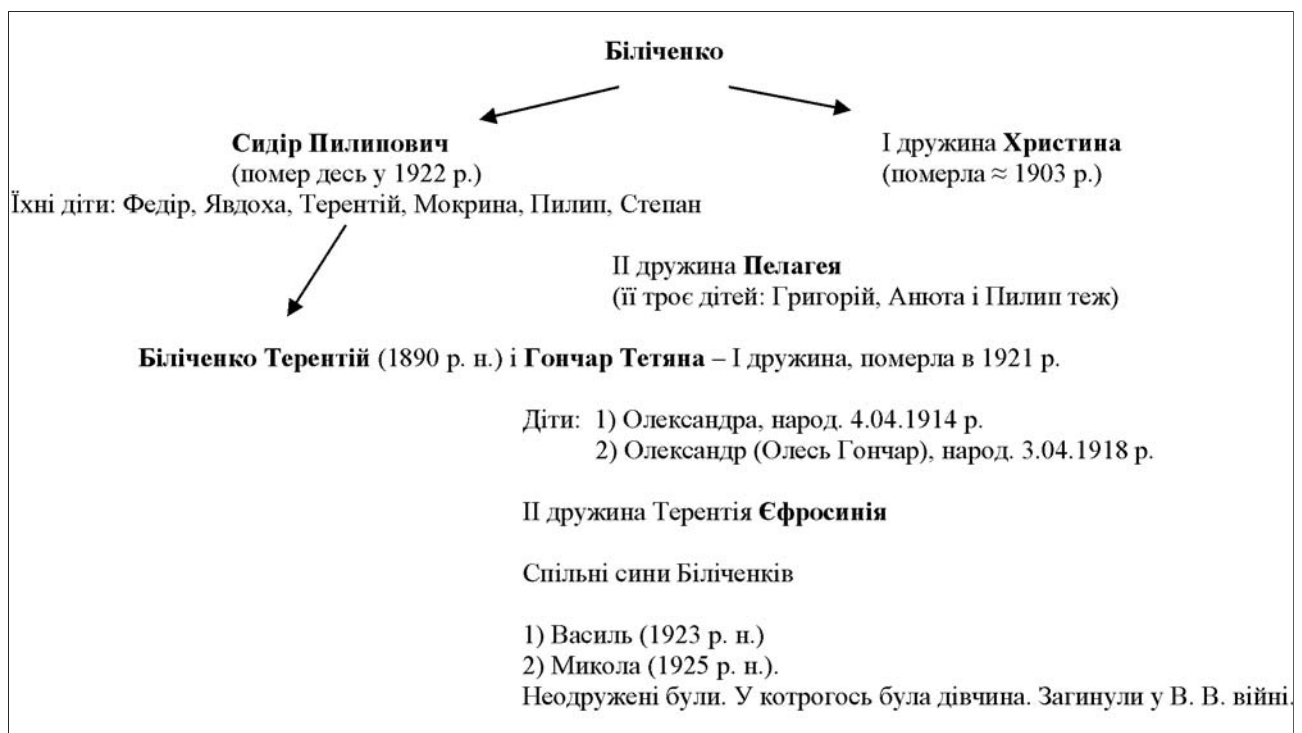 Біліченко
Сидір Пилипович
(помер десь у 1922 р.)
І дружина Христина
(померла ≈ 1903 р.)
Їхні діти: Федір, Явдоха, Терентій, Мокрина, Пилип, Степан
ІІ дружина Пелагея
(її троє дітей: Григорій, Анюта і Пилип теж)
Біліченко Терентій (1890 р. н.) і Гончар Тетяна – І дружина, померла в 1921 р.
Діти: 1) Олександра, народ. 4.04.1914 р.
2) Олександр (Олесь Гончар), народ. 3.04.1918 р.
ІІ дружина Терентія Єфросинія
Спільні сини Біліченків
1) Василь (1923 р. н.)
2) Микола (1925 р. н.).
Неодружені були. У котрогось була дівчина. Загинули у В. В. війні.